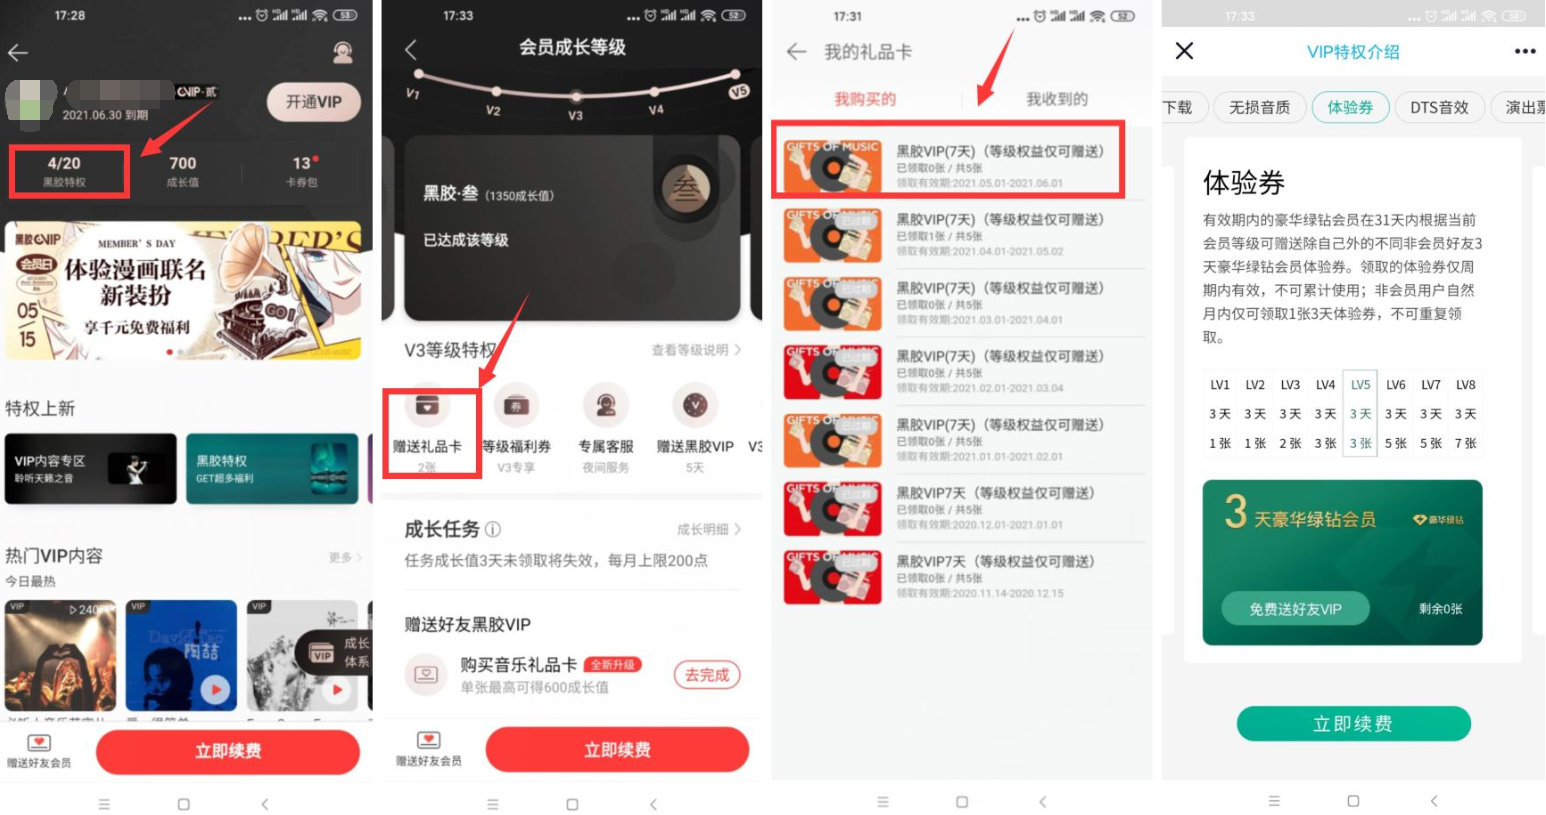 17:28
53
VIP·贰
2021.06.30 到期
开通VIP
4/20
黑胶特权
700
成长值
13
卡券包
黑胶VIP
MEMBER'S DAY
会员日
体验漫画联名
新装扮
05
15
享千元免费福利
特权上新
VIP内容专区
聆听天籁之音
黑胶特权
GET超多福利
热门VIP内容
更多
今日最热
VIP
240
VIP
David Tao
陶喆
VIP
VIP
成长
体系
赠送好友会员
立即续费
17:33
52
会员成长等级
V1
V2
V3
V4
V5
黑胶·叁（1350成长值）
叁
已达成该等级
V3等级特权
查看等级说明
赠送礼品卡
2张
券
等级福利券
V3专享
专属客服
夜间服务
赠送黑胶VIP
5天
成长任务
成长明细
任务成长值3天未领取将失效，每月上限200点
赠送好友黑胶VIP
购买音乐礼品卡
全新升级
单张最高可得600成长值
去完成
赠送好友会员
立即续费
17:31
52
我的礼品卡
我购买的
我收到的
GIFTS OF MUSIC
黑胶VIP(7天)（等级权益仅可赠送）
已领取0张 / 共5张
领取有效期:2021.05.01-2021.06.01
黑胶VIP(7天)（等级权益仅可赠送）
已领取1张 / 共5张
领取有效期:2021.04.01-2021.05.02
黑胶VIP(7天)（等级权益仅可赠送）
已领取0张 / 共5张
领取有效期:2021.03.01-2021.04.01
黑胶VIP(7天)（等级权益仅可赠送）
已领取0张 / 共5张
领取有效期:2021.02.01-2021.03.04
黑胶VIP(7天)（等级权益仅可赠送）
已领取0张 / 共5张
领取有效期:2021.01.01-2021.02.01
黑胶VIP7天（等级权益仅可赠送）
已领取0张 / 共5张
领取有效期:2020.12.01-2021.01.01
黑胶VIP7天（等级权益仅可赠送）
已领取0张 / 共5张
领取有效期:2020.11.14-2020.12.15
17:33
52
VIP特权介绍
下载
无损音质
体验券
DTS音效
演出票
体验券
有效期内的豪华绿钻会员在31天内根据当前
会员等级可赠送除自己外的不同非会员好友3
天豪华绿钻会员体验券。领取的体验券仅周
期内有效，不可累计使用；非会员用户自然
月内仅可领取1张3天体验券，不可重复领
取。
LV1 LV2 LV3 LV4 LV5 LV6 LV7 LV8
3 天 3 天 3 天 3 天 3 天 3 天 3 天 3 天
1 张 1 张 2 张 3 张 3 张 5 张 5 张 7 张
3 天豪华绿钻会员
豪华绿钻
免费送好友VIP
剩余0张
立即续费